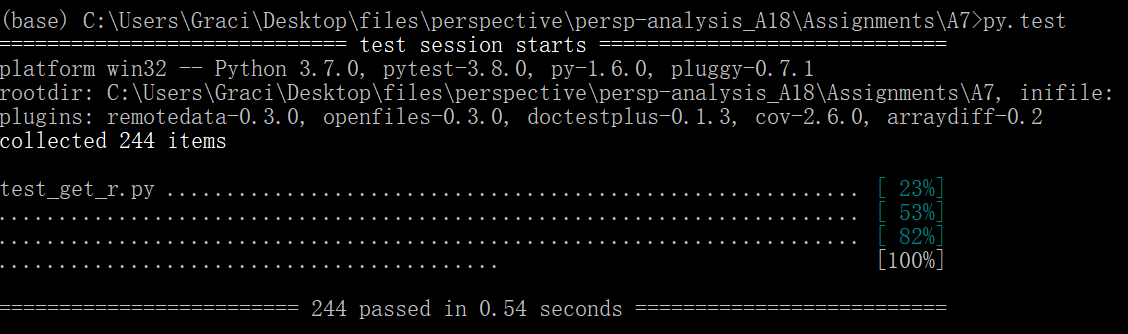 (base) C:\Users\Graci\Desktop\files\perspective\persp-analysis_A18\Assignments\A7>py.test
============================= test session starts =============================
platform win32 -- Python 3.7.0, pytest-3.8.0, py-1.6.0, pluggy-0.7.1
rootdir: C:\Users\Graci\Desktop\files\perspective\persp-analysis_A18\Assignments\A7, inifile:
plugins: remotedata-0.3.0, openfiles-0.3.0, doctestplus-0.1.3, cov-2.6.0, arraydiff-0.2
collected 244 items
test_get_r.py .......................................................... [ 23%]
........................................................................ [ 53%]
........................................................................ [ 82%]
.......................................... [100%]
========================= 244 passed in 0.54 seconds ==========================